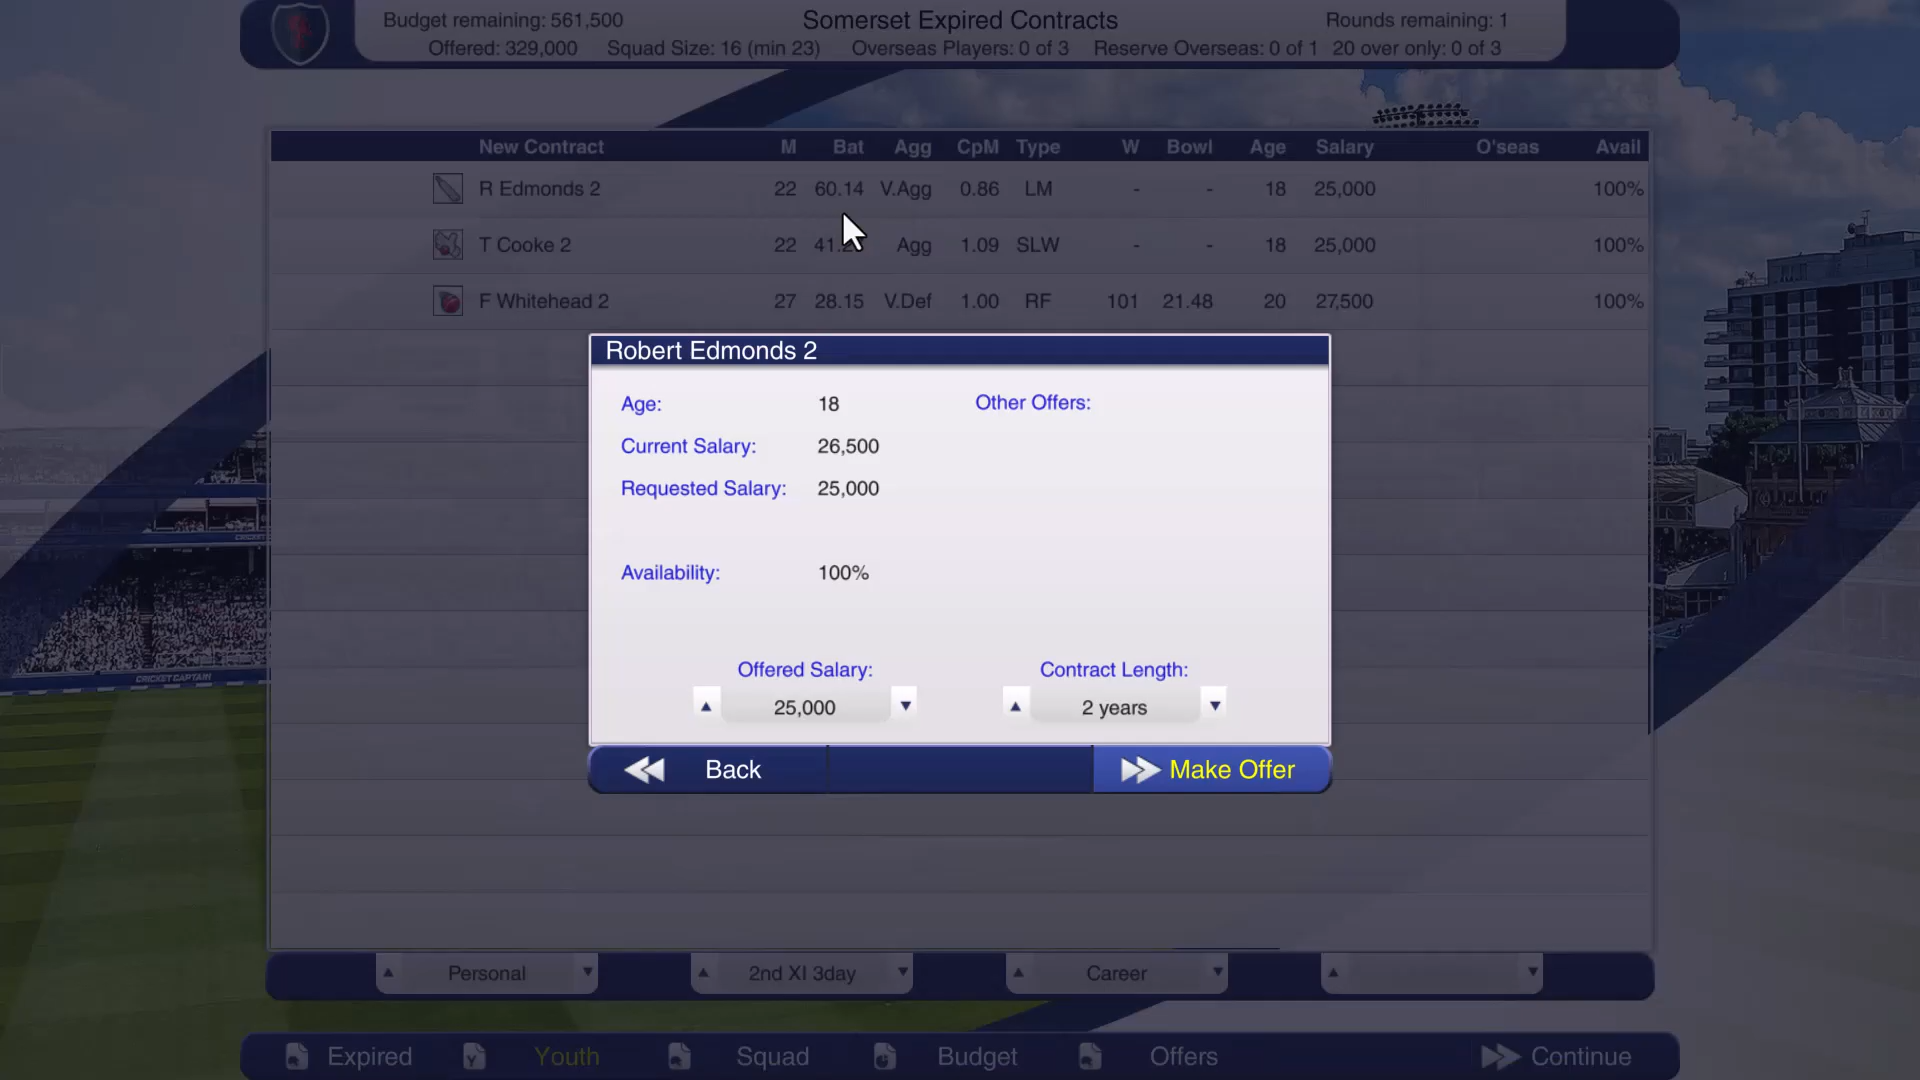 Budget remaining: 561,500 Somerset Expired Contracts Rounds remaining: 1
Offered: 329,000 Squad Size: 16 (min 23) Overseas Players: 0 of 3 Reserve Overseas: 0 of 1 20 over only: 0 of 3
New Contract M Bat Agg CpM Type W Bowl Age Salary O'seas Avail
R Edmonds 2 22 60.14 V.Agg 0.86 LM - - 18 25,000 100%
T Cooke 2 22 Agg 1.09 SLW - - 18 25,000 100%
F Whitehead 2 27 28.15 V.Def 1.00 RF 101 21.48 20 27,500 100%
Robert Edmonds 2
Age: 18 Other Offers:
Current Salary: 26,500
Requested Salary: 25,000
Availability: 100%
Offered Salary: Contract Length:
25,000 2 years
Back Make Offer
CRICKET CAPTAIN
Personal 2nd XI 3day Career
Expired Youth Squad Budget Offers Continue